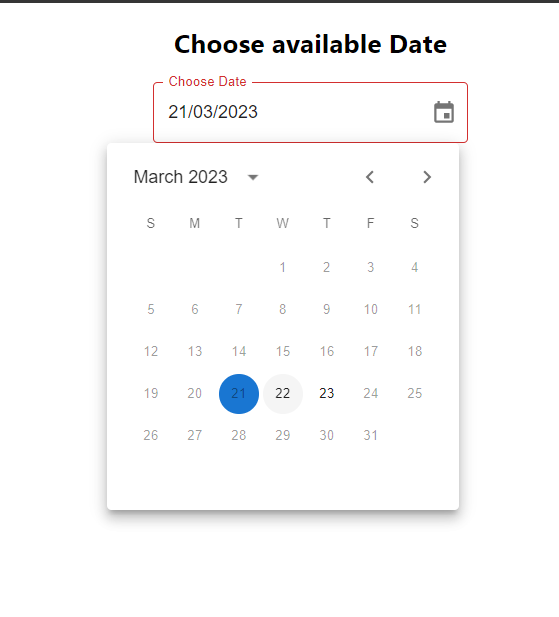 Choose available Date
Choose Date
21/03/2023
March 2023
S M T W T F S
1 2 3 4
5 6 7 8 9 10 11
12 13 14 15 16 17 18
19 20 21 22 23 24 25
26 27 28 29 30 31